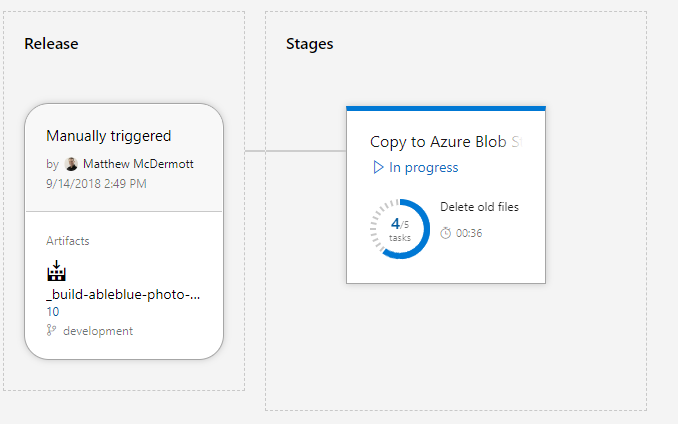 Release
Stages
Manually triggered
by Matthew McDermott
9/14/2018 2:49 PM
Artifacts
_build-ableblue-photo-...
10
development
Copy to Azure Blob S
In progress
4/5
tasks
Delete old files
00:36